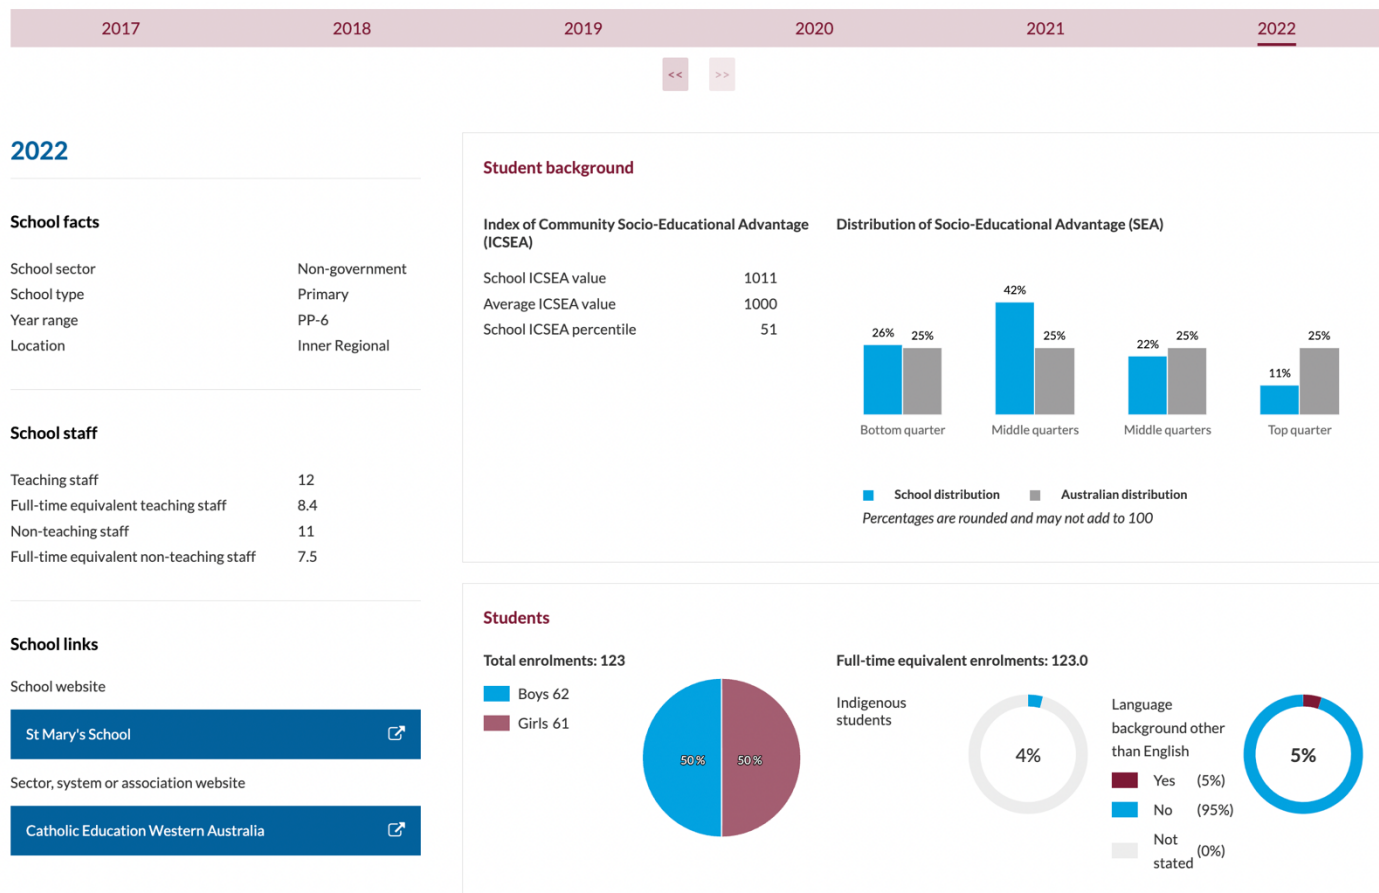 2017 2018 2019 2020 2021 2022
<< >>
2022
School facts
School sector Non-government
School type Primary
Year range PP-6
Location Inner Regional
School staff
Teaching staff 12
Full-time equivalent teaching staff 8.4
Non-teaching staff 11
Full-time equivalent non-teaching staff 7.5
School links
School website
St Mary's School
Sector, system or association website
Catholic Education Western Australia
Student background
Index of Community Socio-Educational Advantage
(ICSEA)
School ICSEA value 1011
Average ICSEA value 1000
School ICSEA percentile 51
Distribution of Socio-Educational Advantage (SEA)
26% 25% 42% 25% 22% 25% 11% 25%
Bottom quarter Middle quarters Middle quarters Top quarter
School distribution Australian distribution
Percentages are rounded and may not add to 100
Students
Total enrolments: 123
Boys 62
Girls 61
50% 50%
Full-time equivalent enrolments: 123.0
Indigenous
students
4%
Language
background other
than English
Yes (5%)
No (95%)
Not
stated (0%)
5%